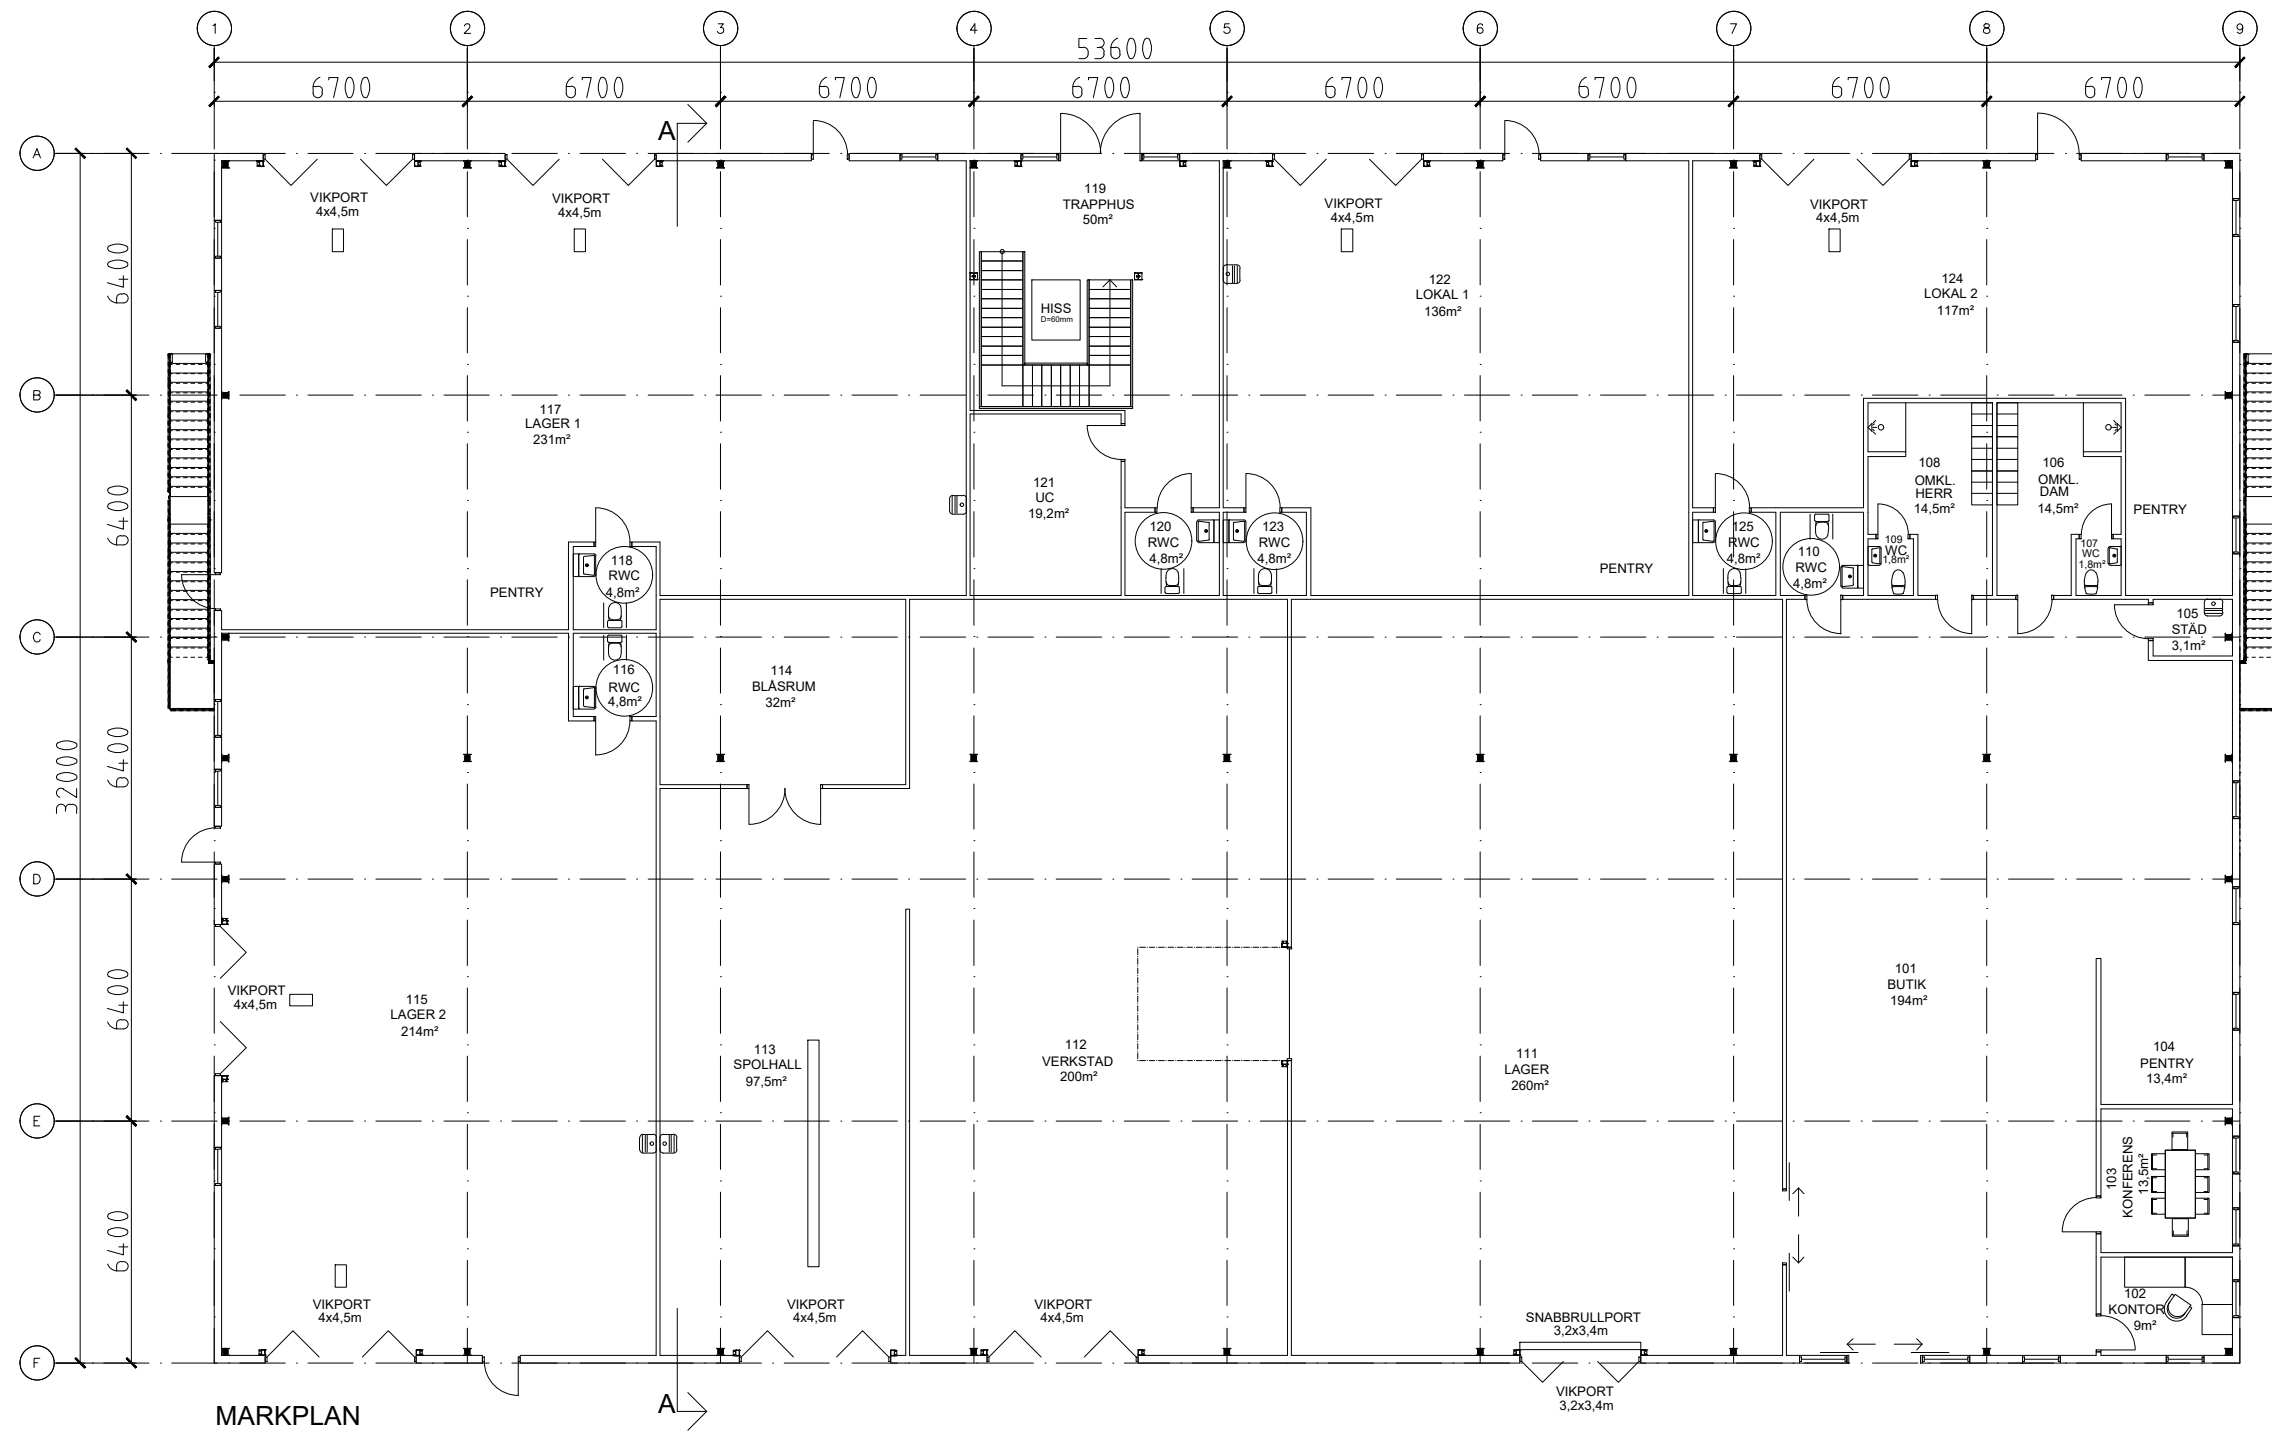 1 2 3 4 5 6 7 8 9
53600
6700 6700 6700 6700 6700 6700 6700 6700
A
A
B
C
D
E
F
6400
6400
6400
6400
6400
32000
VIKPORT
4x4,5m
VIKPORT
4x4,5m
119
TRAPPHUS
50m²
VIKPORT
4x4,5m
VIKPORT
4x4,5m
HISS
D=60mm
122
LOKAL 1
136m²
124
LOKAL 2
117m²
117
LAGER 1
231m²
121
UC
19,2m²
108
OMKL.
HERR
14,5m²
106
OMKL.
DAM
14,5m²
PENTRY
120
RWC
4,8m²
123
RWC
4,8m²
125
RWC
4,8m²
110
RWC
4,8m²
109
WC
1,8m²
107
WC
1,8m²
118
RWC
4,8m²
PENTRY
PENTRY
105
STÄD
3,1m²
116
RWC
4,8m²
114
BLÅSRUM
32m²
VIKPORT
4x4,5m
115
LAGER 2
214m²
113
SPOLHALL
97,5m²
112
VERKSTAD
200m²
111
LAGER
260m²
101
BUTIK
194m²
104
PENTRY
13,4m²
103
KONFERENS
13,5m²
102
KONTOR
9m²
VIKPORT
4x4,5m
VIKPORT
4x4,5m
VIKPORT
4x4,5m
SNABBRULLPORT
3,2x3,4m
VIKPORT
3,2x3,4m
A
MARKPLAN